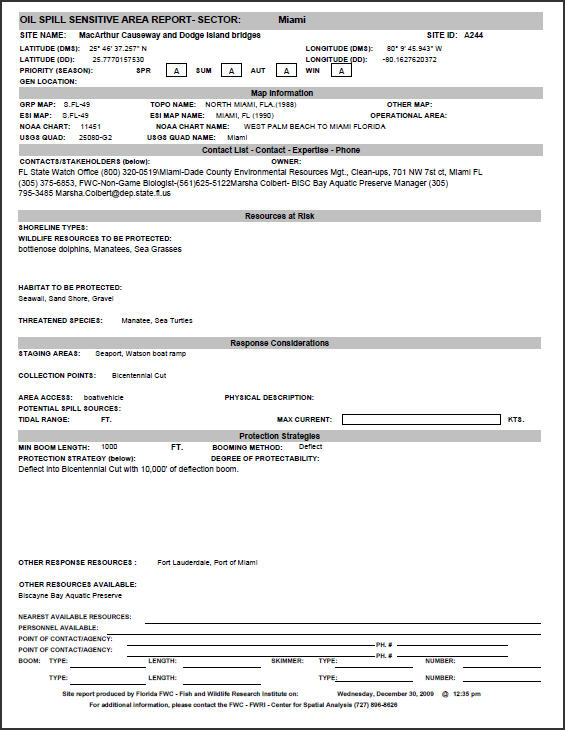 OIL SPILL SENSITIVE AREA REPORT- SECTOR: Miami
SITE NAME: MacArthur Causeway and Dodge Island bridges SITE ID: A244
LATITUDE (DMS): 25° 46' 37.257" N LONGITUDE (DMS): 80° 9' 45.943" W
LATITUDE (DD): 25.7770157530 LONGITUDE (DD): -80.1627620372
PRIORITY (SEASON): SPR A SUM A AUT A WIN A
GEN LOCATION:
Map Information
GRP MAP: S.FL-49 TOPO NAME: NORTH MIAMI, FLA.(1988) OTHER MAP:
ESI MAP: S.FL-49 ESI MAP NAME: MIAMI, FL (1990) OPERATIONAL AREA:
NOAA CHART: 11451 NOAA CHART NAME: WEST PALM BEACH TO MIAMI FLORIDA
USGS QUAD: 25080-G2 USGS QUAD NAME: Miami
Contact List - Contact - Expertise - Phone
CONTACTS/STAKEHOLDERS (below): OWNER:
FL State Watch Office (800) 320-0519\Miami-Dade County Environmental Resources Mgt., Clean-ups, 701 NW 7st ct, Miami FL
(305) 375-6853, FWC-Non-Game Biologist-(561)625-5122Marsha Colbert- BISC Bay Aquatic Preserve Manager (305)
795-3485 Marsha.Colbert@dep.state.fl.us
Resources at Risk
SHORELINE TYPES:
WILDLIFE RESOURCES TO BE PROTECTED:
bottlenose dolphins, Manatees, Sea Grasses
HABITAT TO BE PROTECTED:
Seawall, Sand Shore, Gravel
THREATENED SPECIES: Manatee, Sea Turtles
Response Considerations
STAGING AREAS: Seaport, Watson boat ramp
COLLECTION POINTS: Bicentennial Cut
AREA ACCESS: boat\vehicle PHYSICAL DESCRIPTION:
POTENTIAL SPILL SOURCES:
TIDAL RANGE: FT. MAX CURRENT: KTS.
Protection Strategies
MIN BOOM LENGTH: 1000 FT. BOOMING METHOD: Deflect
PROTECTION STRATEGY (below): DEGREE OF PROTECTABILITY:
Deflect into Bicentennial Cut with 10,000' of deflection boom.
OTHER RESPONSE RESOURCES : Fort Lauderdale, Port of Miami
OTHER RESOURCES AVAILABLE:
Biscayne Bay Aquatic Preserve
NEAREST AVAILABLE RESOURCES:
PERSONNEL AVAILABLE:
POINT OF CONTACT/AGENCY: PH. #
POINT OF CONTACT/AGENCY: PH. #
BOOM: TYPE: LENGTH: SKIMMER: TYPE: NUMBER:
TYPE: LENGTH: TYPE: NUMBER:
Site report produced by Florida FWC - Fish and Wildlife Research Institute on: Wednesday, December 30, 2009 @ 12:35 pm
For additional information, please contact the FWC - FWRI - Center for Spatial Analysis (727) 896-8626